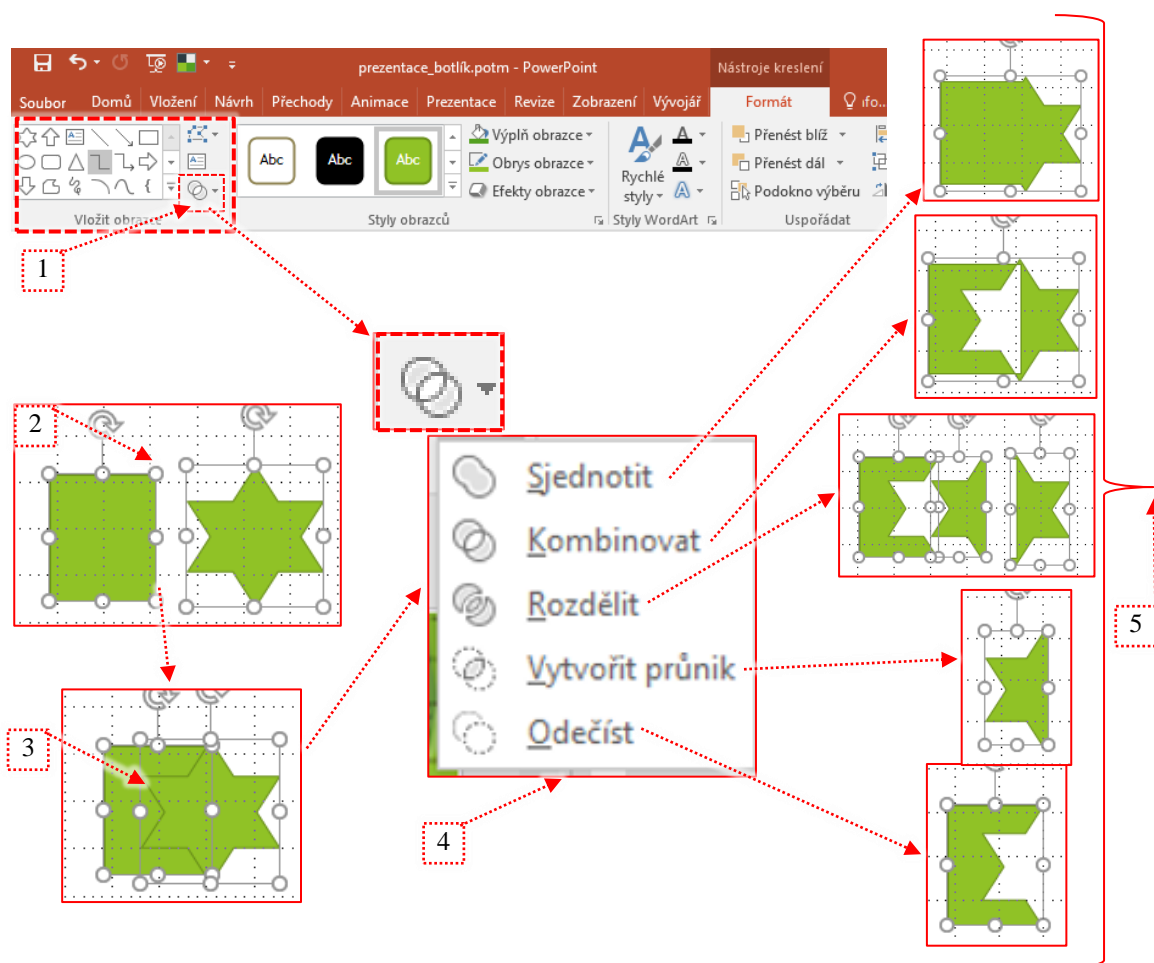 prezentace_botlík.potm - PowerPoint
Nástroje kreslení
Soubor Domů Vložení Návrh Přechody Animace Prezentace Revize Zobrazení Vývojář Formát
Abc Abc Abc
Výplň obrazce
Obrys obrazce
Efekty obrazce
Rychlé
styly
Přenést blíž
Přenést dál
Podokno výběru
Vložit obrazce
Styly obrazců
Styly WordArt
Uspořádat
1
2
3
Sjednotit
Kombinovat
Rozdělit
Vytvořit průnik
Odečíst
4
5